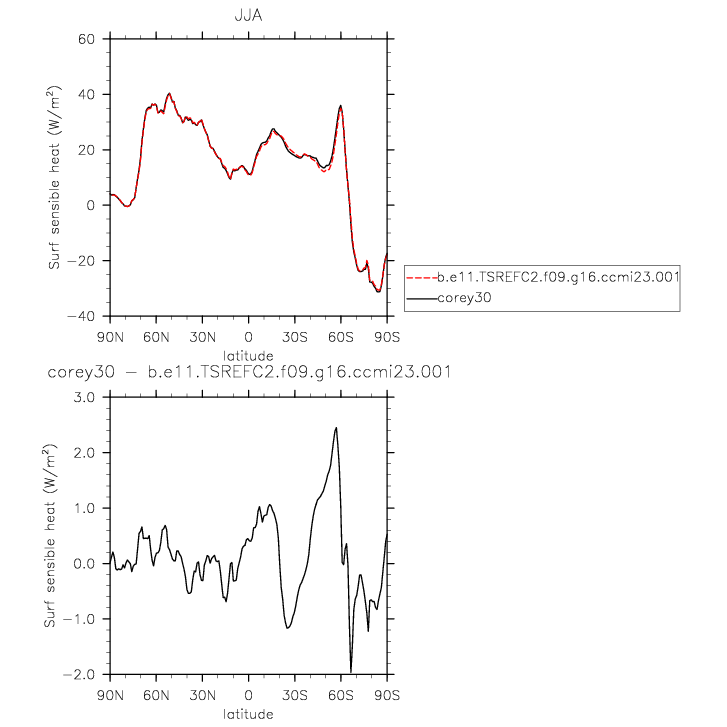 JJA
60
40
20
0
−20
−40
Surf sensible heat (W/m²)
90N 60N 30N 0 30S 60S 90S
latitude
b.e11.TSREFC2.f09.g16.ccmi23.001
corey30
corey30 − b.e11.TSREFC2.f09.g16.ccmi23.001
3.0
2.0
1.0
0.0
−1.0
−2.0
Surf sensible heat (W/m²)
90N 60N 30N 0 30S 60S 90S
latitude